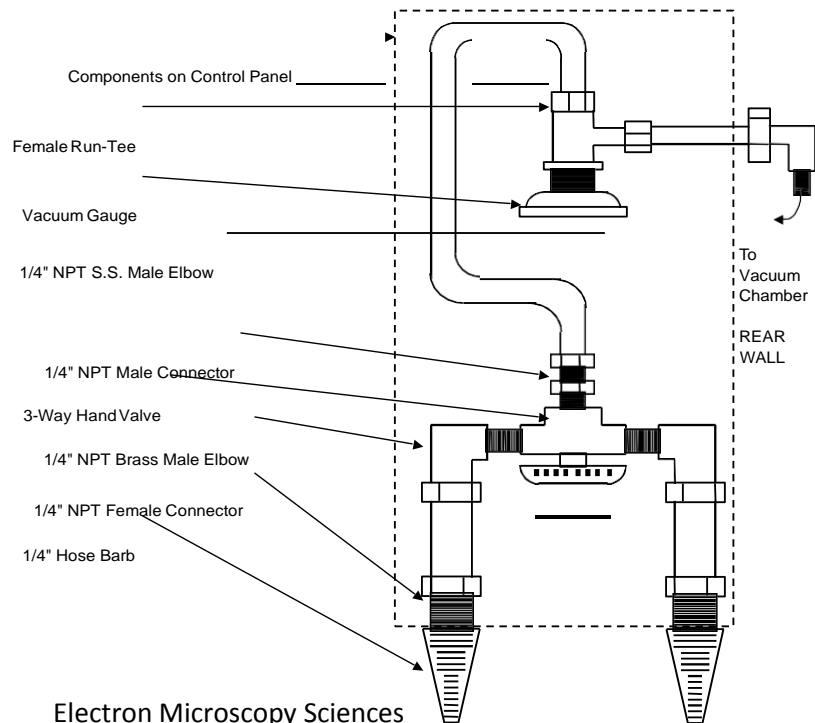 Components on Control Panel
Female Run-Tee
Vacuum Gauge
1/4" NPT S.S. Male Elbow
To
Vacuum
Chamber
REAR
WALL
1/4" NPT Male Connector
3-Way Hand Valve
1/4" NPT Brass Male Elbow
1/4" NPT Female Connector
1/4" Hose Barb
Electron Microscopy Sciences